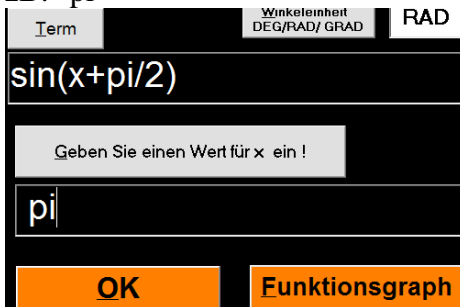 Term
Winkeleinheit
DEG/RAD/ GRAD
RAD
sin(x+pi/2)
Geben Sie einen Wert für x ein !
pi
OK
Funktionsgraph